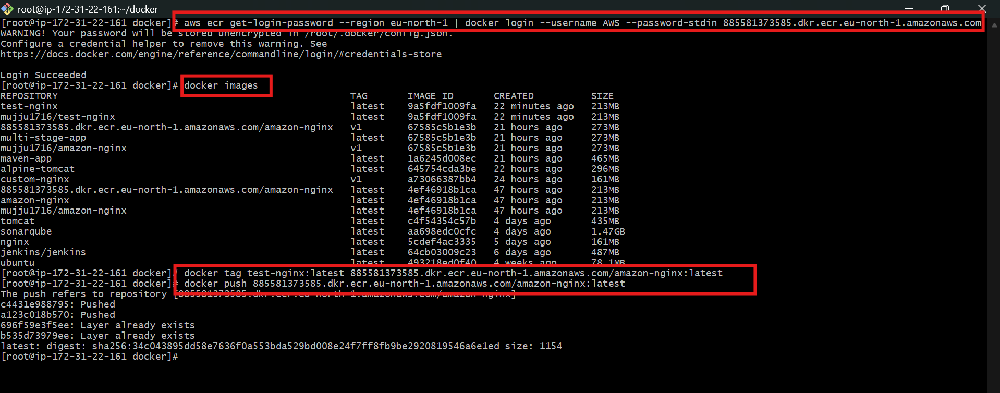 root@ip-172-31-22-161:~/docker
[root@ip-172-31-22-161 docker]# aws ecr get-login-password --region eu-north-1 | docker login --username AWS --password-stdin 885581373585.dkr.ecr.eu-north-1.amazonaws.com
WARNING! Your password will be stored unencrypted in /root/.docker/config.json.
Configure a credential helper to remove this warning. See
https://docs.docker.com/engine/reference/commandline/login/#credentials-store
Login Succeeded
[root@ip-172-31-22-161 docker]# docker images
REPOSITORY TAG IMAGE ID CREATED SIZE
test-nginx latest 9a5fdf1009fa 22 minutes ago 213MB
mujju1716/test-nginx latest 9a5fdf1009fa 22 minutes ago 213MB
885581373585.dkr.ecr.eu-north-1.amazonaws.com/amazon-nginx v1 67585c5b1e3b 21 hours ago 273MB
multi-stage-app latest 67585c5b1e3b 21 hours ago 273MB
mujju1716/amazon-nginx v1 67585c5b1e3b 21 hours ago 273MB
maven-app latest 1a6245d008ec 21 hours ago 465MB
alpine-tomcat latest 645754cda3be 22 hours ago 296MB
custom-nginx v1 a73066387bb4 24 hours ago 161MB
885581373585.dkr.ecr.eu-north-1.amazonaws.com/amazon-nginx latest 4ef46918b1ca 47 hours ago 213MB
amazon-nginx latest 4ef46918b1ca 47 hours ago 213MB
mujju1716/amazon-nginx latest 4ef46918b1ca 47 hours ago 213MB
tomcat latest c4f54354c57b 4 days ago 435MB
sonarqube latest aa698edc0cfc 4 days ago 1.47GB
nginx latest 5cdef4ac3335 5 days ago 161MB
jenkins/jenkins latest 64cb03009c23 6 days ago 487MB
ubuntu latest 493218ed0f40 4 weeks ago 78.1MB
[root@ip-172-31-22-161 docker]# docker tag test-nginx:latest 885581373585.dkr.ecr.eu-north-1.amazonaws.com/amazon-nginx:latest
[root@ip-172-31-22-161 docker]# docker push 885581373585.dkr.ecr.eu-north-1.amazonaws.com/amazon-nginx:latest
The push refers to repository [885581373585.dkr.ecr.eu-north-1.amazonaws.com/amazon-nginx]
c4431e988795: Pushed
a123c018b570: Pushed
696f59e3f5ee: Layer already exists
b535d73979ee: Layer already exists
latest: digest: sha256:34c043895dd58e7636f0a553bda529bd008e24f7ff8fb9be2920819546a6e1ed size: 1154
[root@ip-172-31-22-161 docker]#